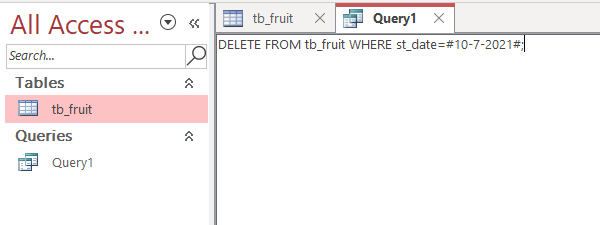 All Access ...
Search...
Tables
tb_fruit
Queries
Query1
tb_fruit
Query1
DELETE FROM tb_fruit WHERE st_date=#10-7-2021#;